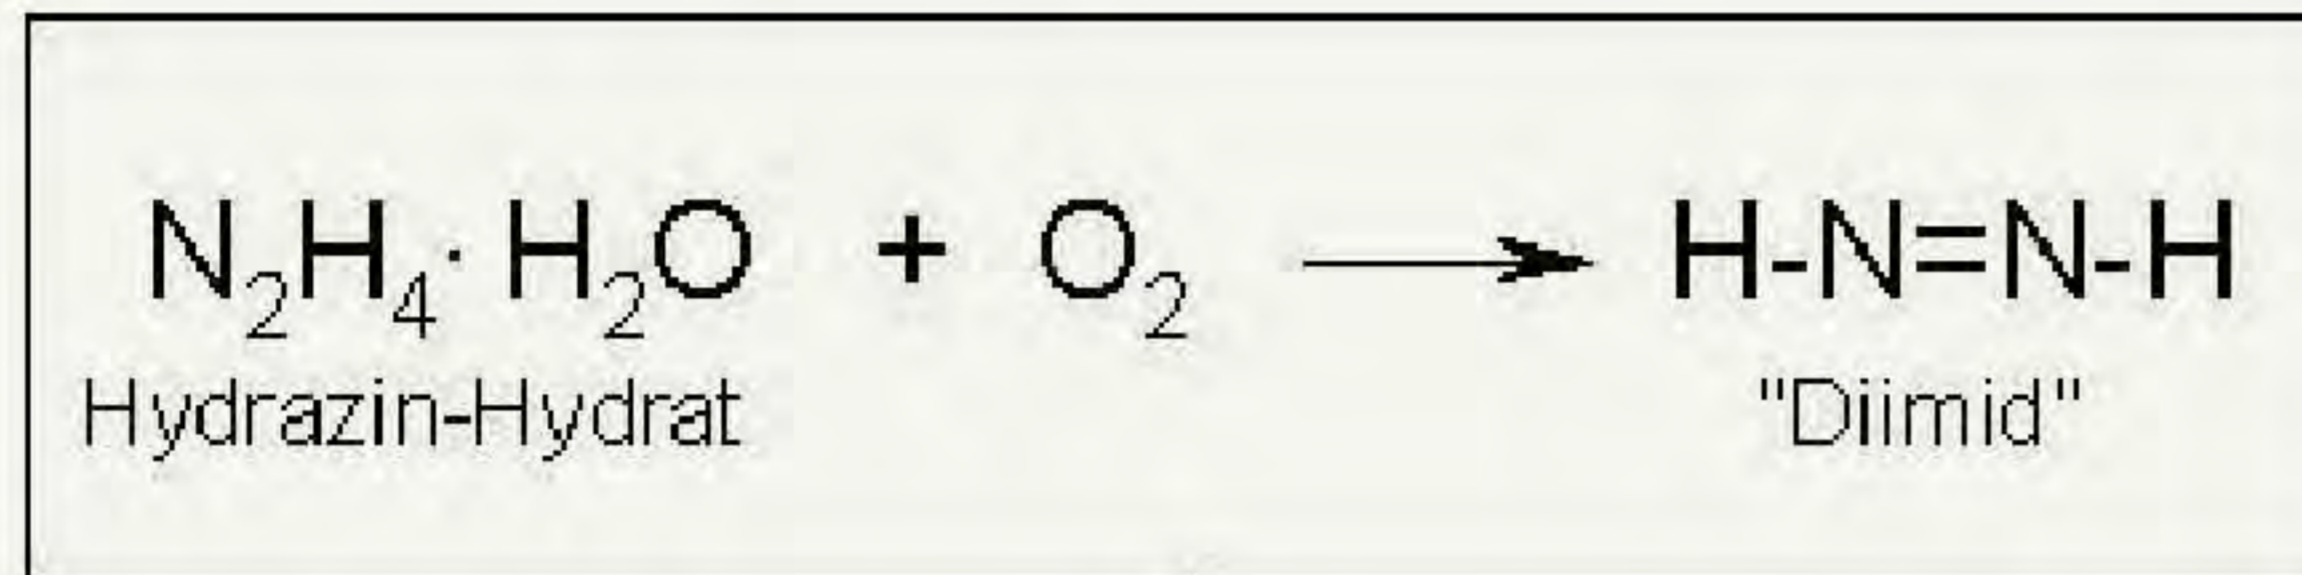 N₂H₄· H₂O + O₂ → H-N=N-H
Hydrazin-Hydrat "Diimid"